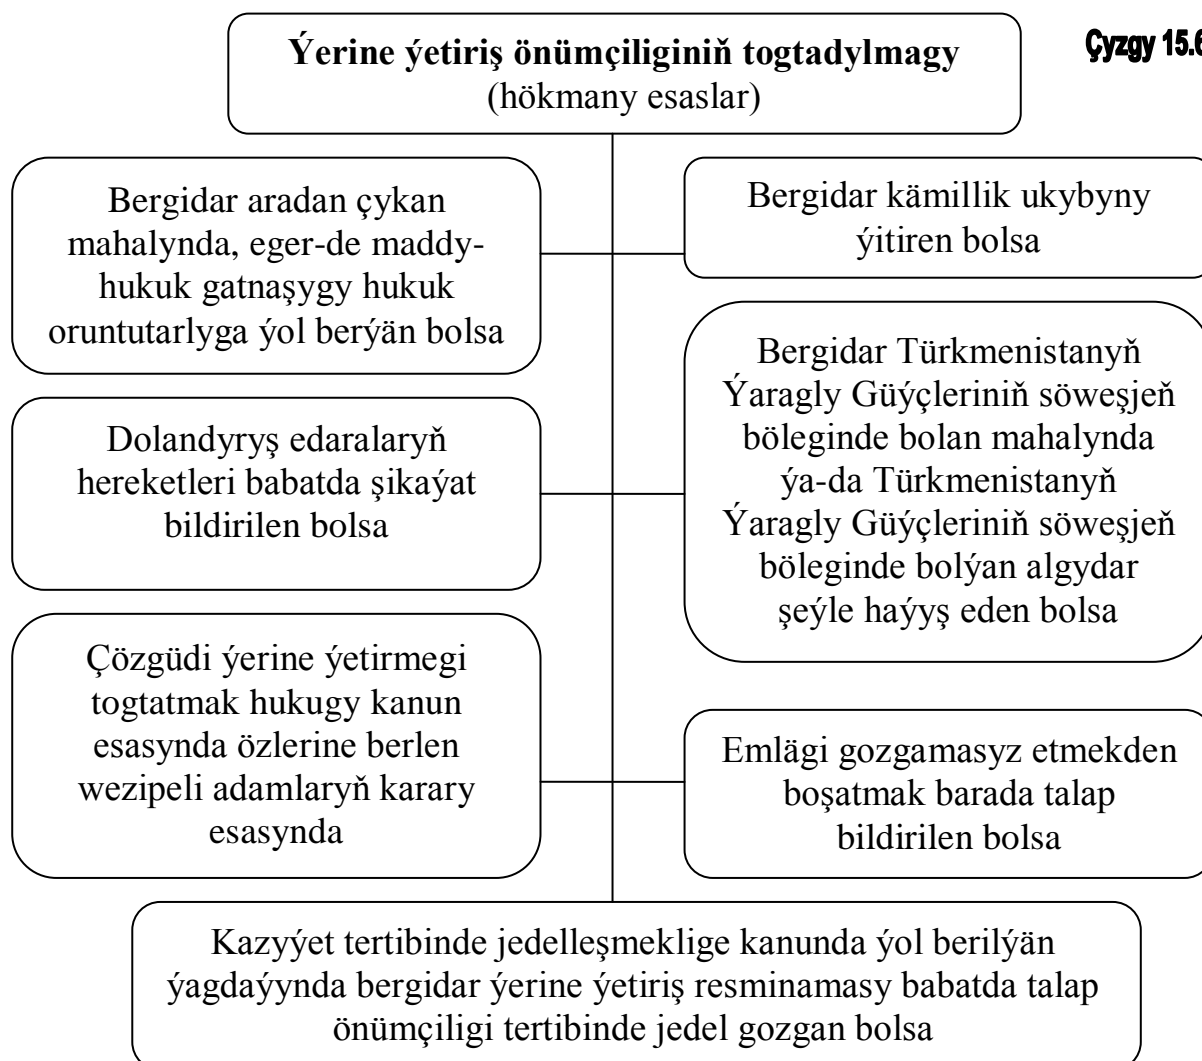 Ýerine ýetiriş önümçiliginiň togtadylmagy
(hökmany esaslar)
Çyzgy 15.6
Bergidar aradan çykan
mahalynda, eger-de maddy-
hukuk gatnaşygy hukuk
oruntutarlyga ýol berýän bolsa
Bergidar kämillik ukybyny
ýitiren bolsa
Dolandyryş edaralaryň
hereketleri babatda şikaýat
bildirilen bolsa
Bergidar Türkmenistanyň
Ýaragly Güýçleriniň söweşjeň
böleginde bolan mahalynda
ýa-da Türkmenistanyň
Ýaragly Güýçleriniň söweşjeň
böleginde bolýan algydar
şeýle haýyş eden bolsa
Çözgüdi ýerine ýetirmegi
togtatmak hukugy kanun
esasynda özlerine berlen
wezipeli adamlaryň karary
esasynda
Emlägi gozgamasyz etmekden
boşatmak barada talap
bildirilen bolsa
Kazyýet tertibinde jedelleşmeklige kanunda ýol berilýän
ýagdaýynda bergidar ýerine ýetiriş resminamasy babatda talap
önümçiligi tertibinde jedel gozgan bolsa